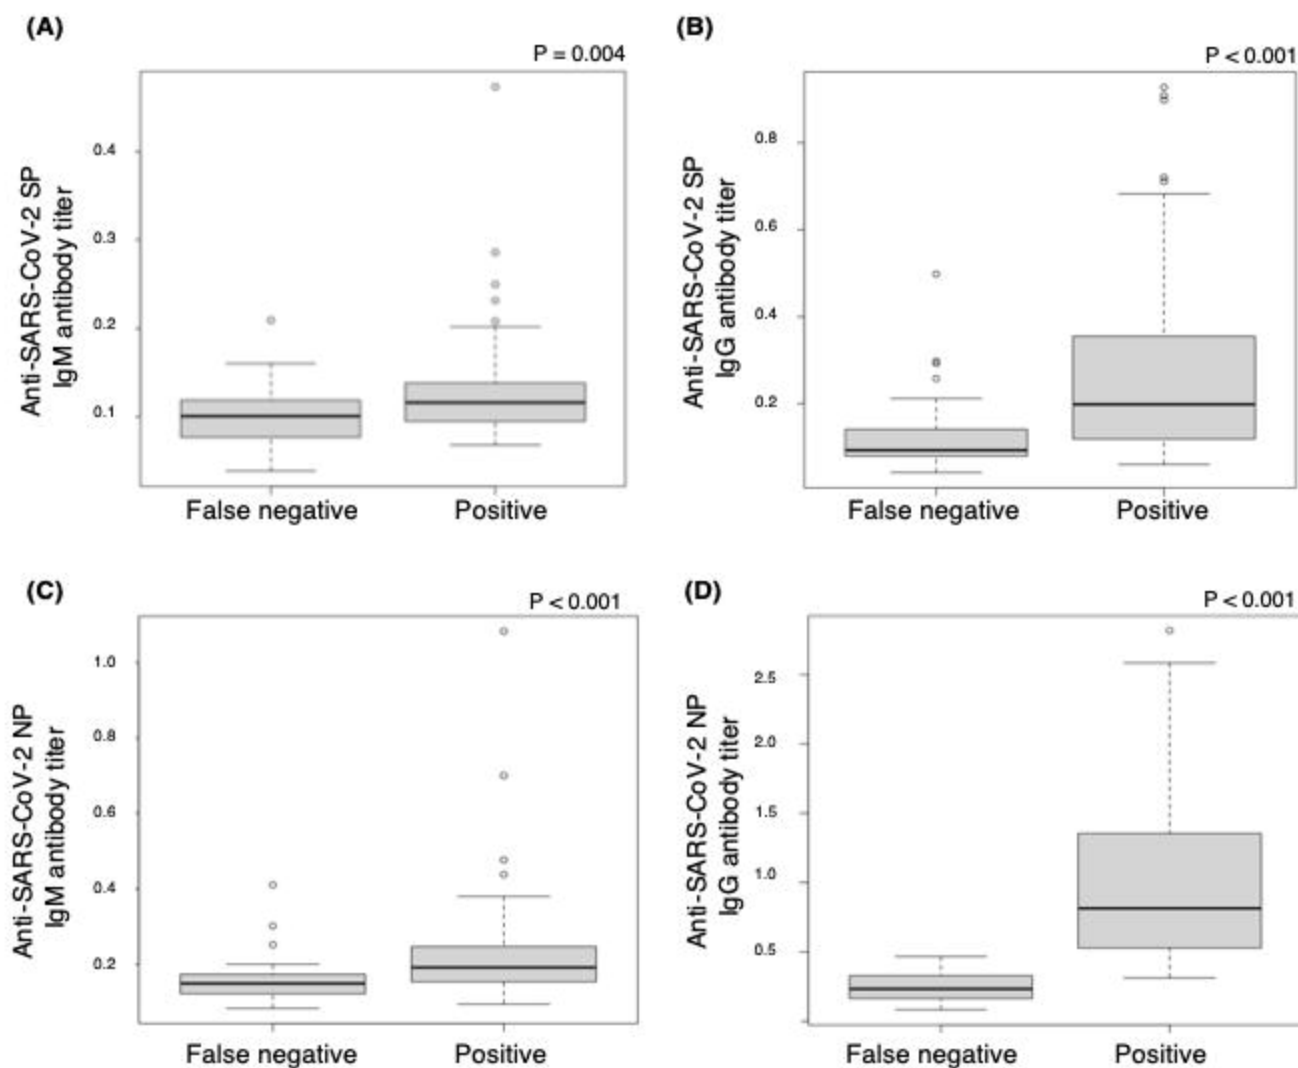 (A)
P = 0.004
Anti-SARS-CoV-2 SP
IgM antibody titer
0.4
0.3
0.2
0.1
False negative
Positive
(B)
P < 0.001
Anti-SARS-CoV-2 SP
IgG antibody titer
0.8
0.6
0.4
0.2
False negative
Positive
(C)
P < 0.001
Anti-SARS-CoV-2 NP
IgM antibody titer
1.0
0.8
0.6
0.4
0.2
False negative
Positive
(D)
P < 0.001
Anti-SARS-CoV-2 NP
IgG antibody titer
2.5
2.0
1.5
1.0
0.5
False negative
Positive